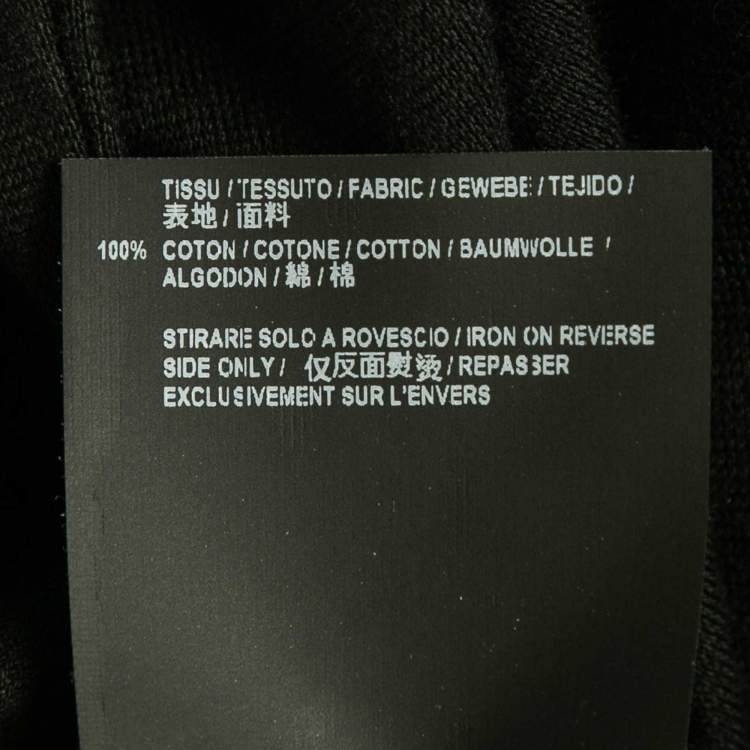 TISSU / TESSUTO / FABRIC / GEWEBE / TEJIDO /
表地 / 面料
100% COTON / COTONE / COTTON / BAUMWOLLE /
ALGODON / 綿 / 棉
STIRARE SOLO A ROVESCIO / IRON ON REVERSE
SIDE ONLY / 仅反面熨烫 / REPASSER
EXCLUSIVEMENT SUR L'ENVERS